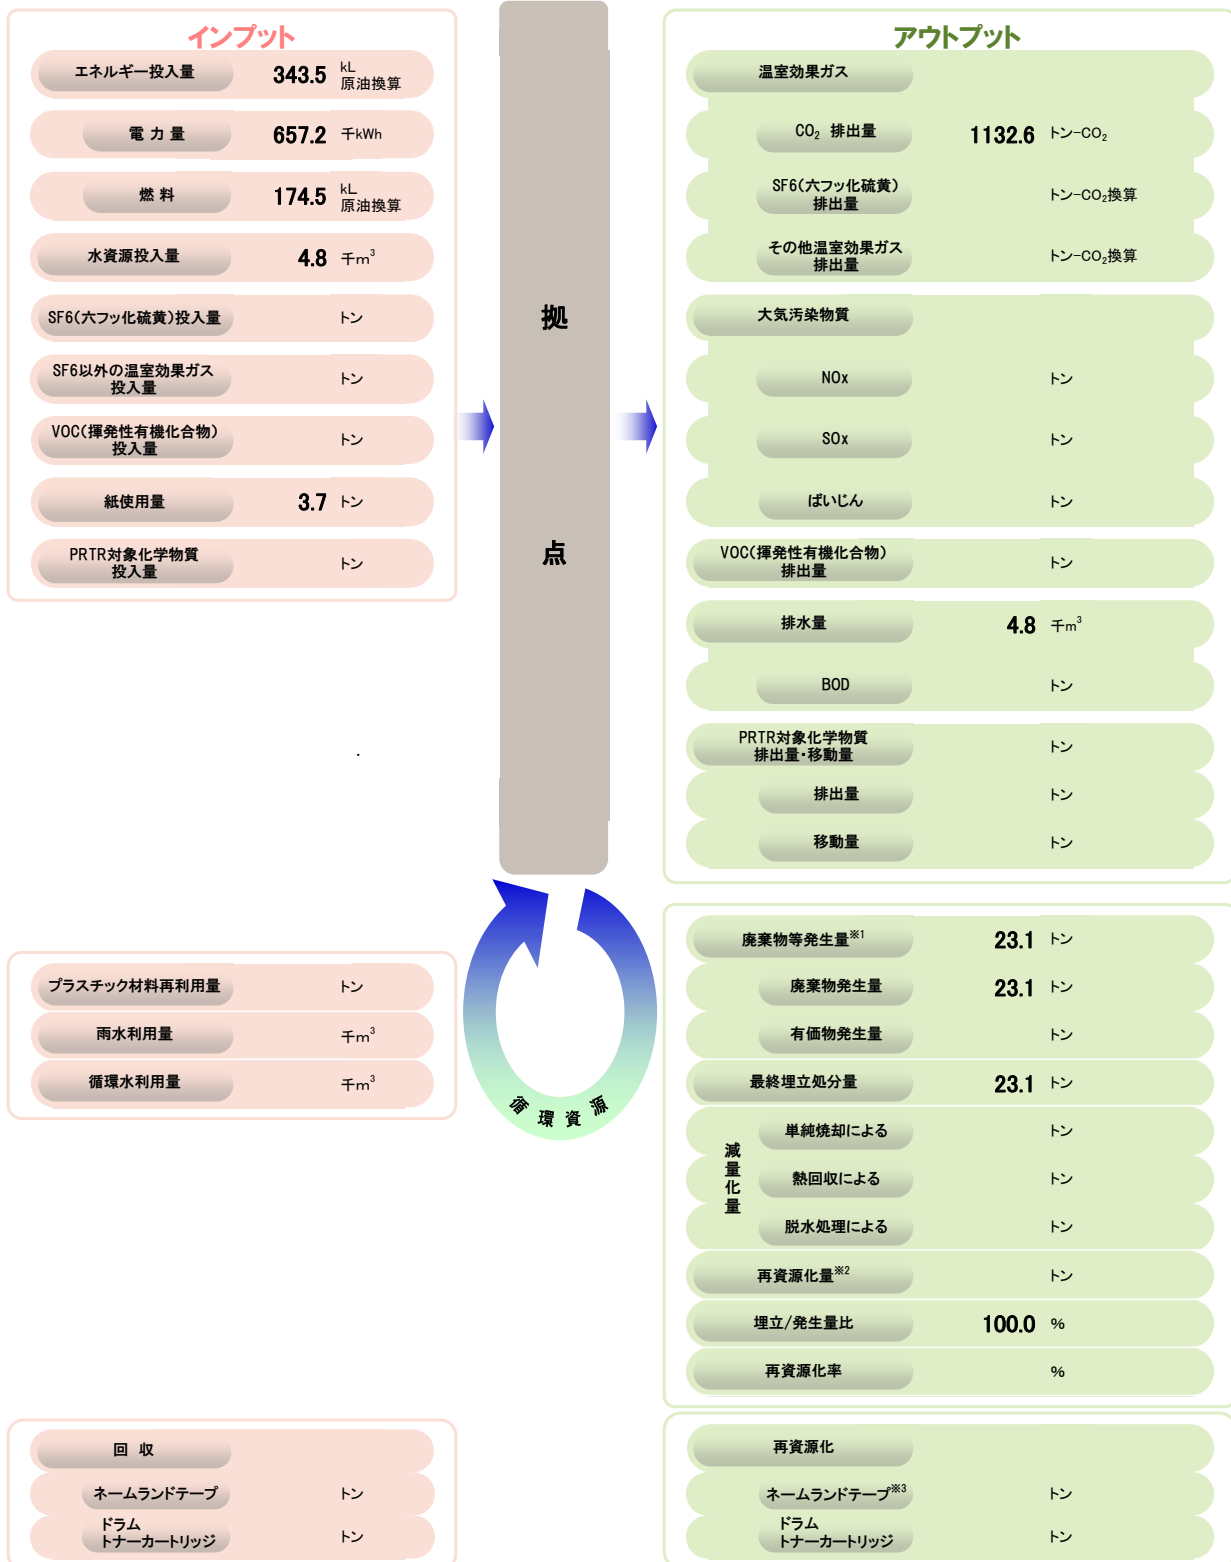 インプット
エネルギー投入量 343.5 kL
原油換算
電 力 量 657.2 千kWh
燃 料 174.5 kL
原油換算
水資源投入量 4.8 千m³
SF6(六フッ化硫黄)投入量 トン
SF6以外の温室効果ガス
投入量 トン
VOC(揮発性有機化合物)
投入量 トン
紙使用量 3.7 トン
PRTR対象化学物質
投入量 トン
拠
点
アウトプット
温室効果ガス
CO₂ 排出量 1132.6 トン-CO₂
SF6(六フッ化硫黄)
排出量 トン-CO₂換算
その他温室効果ガス
排出量 トン-CO₂換算
大気汚染物質
NOx トン
SOx トン
ばいじん トン
VOC(揮発性有機化合物)
排出量 トン
排水量 4.8 千m³
BOD トン
PRTR対象化学物質
排出量・移動量 トン
排出量 トン
移動量 トン
プラスチック材料再利用量 トン
雨水利用量 千m³
循環水利用量 千m³
循環資源
廃棄物等発生量※1 23.1 トン
廃棄物発生量 23.1 トン
有価物発生量 トン
最終埋立処分量 23.1 トン
減量化量
単純焼却による トン
熱回収による トン
脱水処理による トン
再資源化量※2 トン
埋立/発生量比 100.0 %
再資源化率 %
回 収
ネームランドテープ トン
ドラム
トナーカートリッジ トン
再資源化
ネームランドテープ※3 トン
ドラム
トナーカートリッジ トン